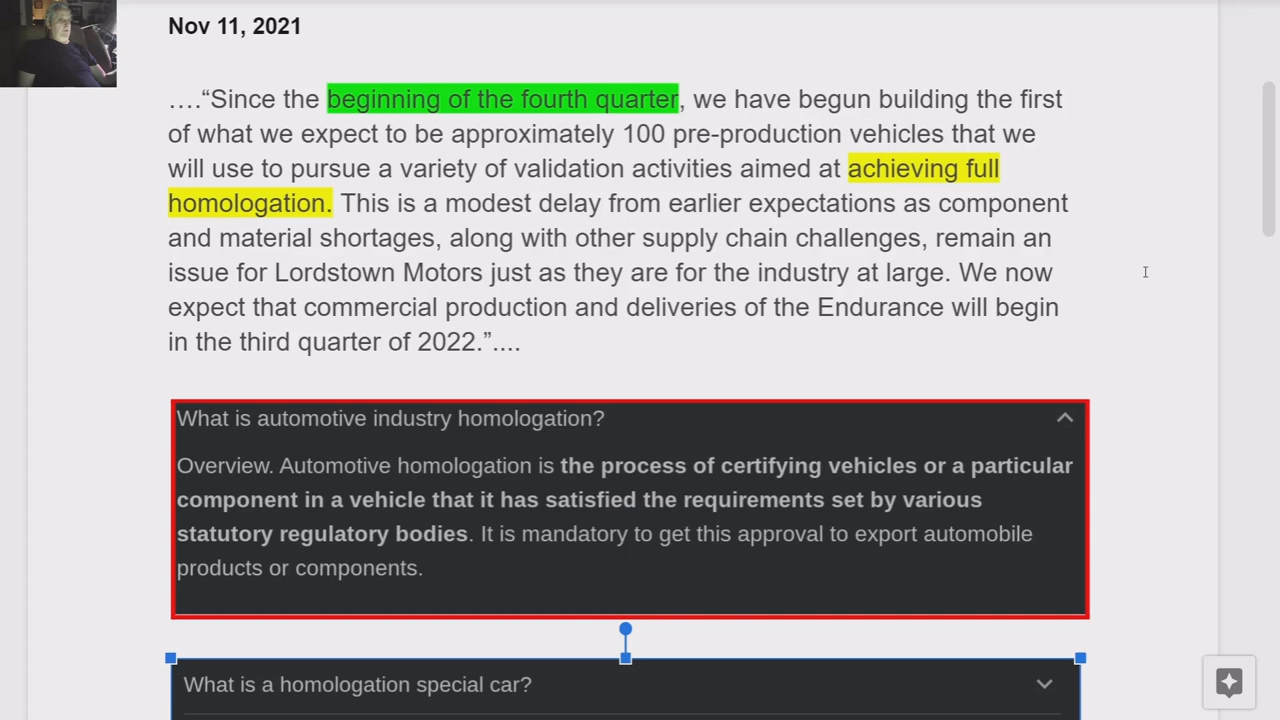 Nov 11, 2021
….“Since the beginning of the fourth quarter, we have begun building the first
of what we expect to be approximately 100 pre-production vehicles that we
will use to pursue a variety of validation activities aimed at achieving full
homologation. This is a modest delay from earlier expectations as component
and material shortages, along with other supply chain challenges, remain an
issue for Lordstown Motors just as they are for the industry at large. We now
expect that commercial production and deliveries of the Endurance will begin
in the third quarter of 2022.”....
What is automotive industry homologation?
Overview. Automotive homologation is the process of certifying vehicles or a particular
component in a vehicle that it has satisfied the requirements set by various
statutory regulatory bodies. It is mandatory to get this approval to export automobile
products or components.
What is a homologation special car?